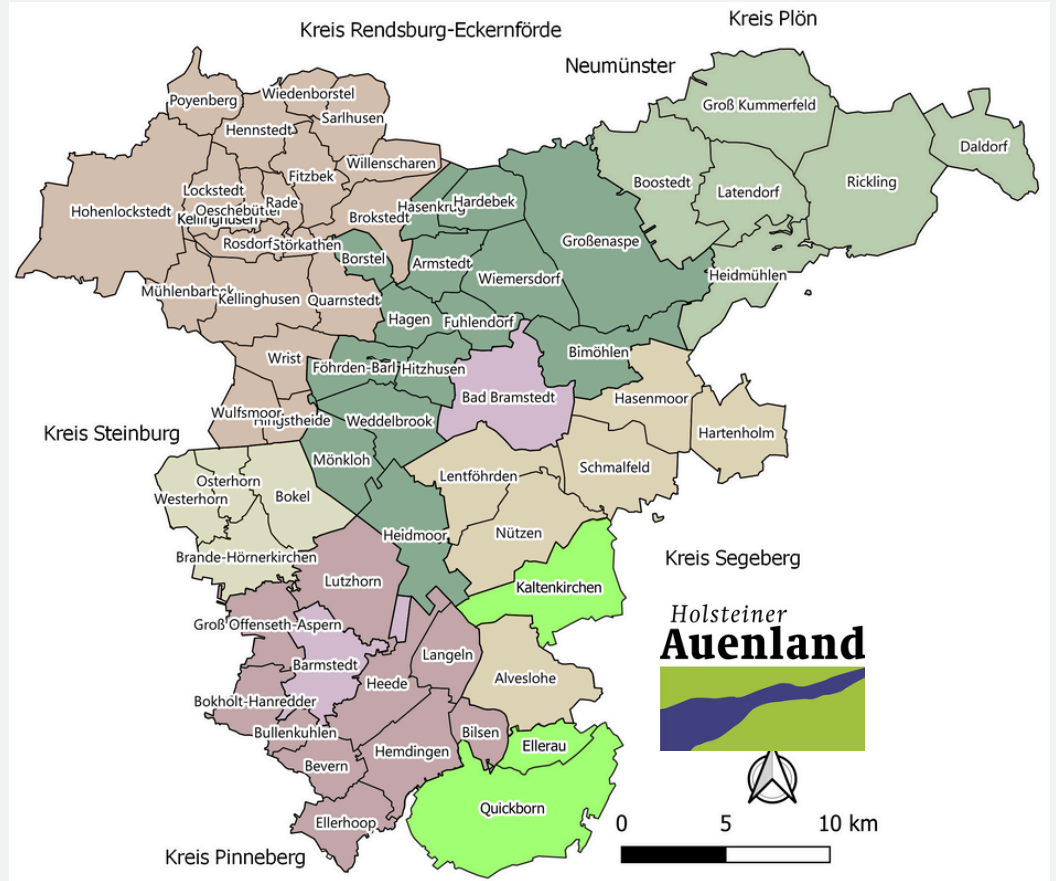 Kreis Plön
Kreis Rendsburg-Eckernförde
Neumünster
Poyenberg
Wiedenborstel
Sarlhusen
Groß Kummerfeld
Hennstedt
Daldorf
Willenscharen
Fitzbek
Boostedt
Rickling
Lockstedt
Latendorf
Hohenlockstedt
Oeschebüttel
Rade
Hasenkrug
Hardebek
Kellinghusen
Brokstedt
Rosdorf
Störkathen
Großenaspe
Borstel
Armstedt
Wiemersdorf
Heidmühlen
Mühlenbarbek
Kellinghusen
Quarnstedt
Hagen
Fuhlendorf
Wrist
Föhrden-Barl
Hitzhusen
Bimöhlen
Bad Bramstedt
Hasenmoor
Wulfsmoor
Hingstheide
Weddelbrook
Kreis Steinburg
Hartenholm
Mönkloh
Lentföhrden
Schmalfeld
Osterhorn
Westerhorn
Bokel
Heidmoor
Nützen
Brande-Hörnerkirchen
Kreis Segeberg
Lutzhorn
Kaltenkirchen
Groß Offenseth-Aspern
Holsteiner
Auenland
Barmstedt
Langeln
Heede
Alveslohe
Bokholt-Hanredder
Bullenkuhlen
Bilsen
Ellerau
Hemdingen
Bevern
Quickborn
Ellerhoop
0 5 10 km
Kreis Pinneberg